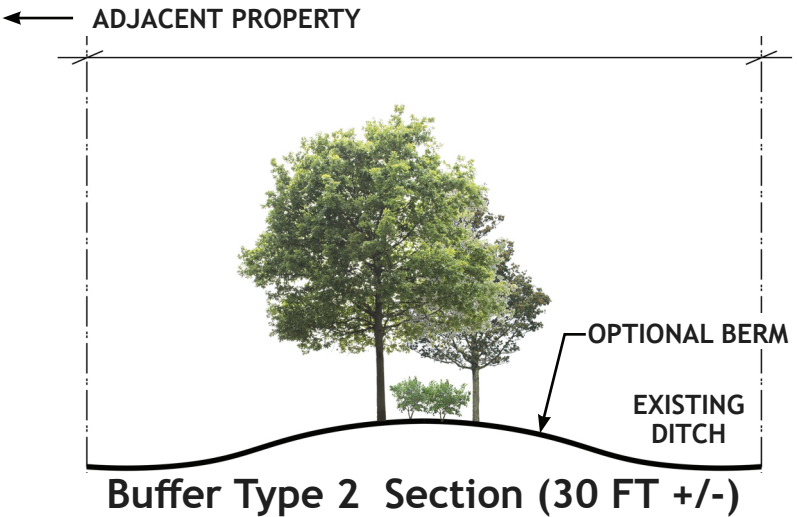 ADJACENT PROPERTY
OPTIONAL BERM
EXISTING
DITCH
Buffer Type 2 Section (30 FT +/-)